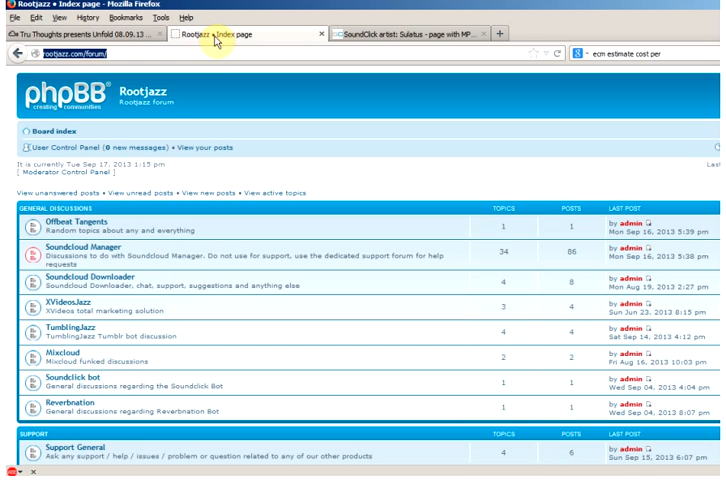 Rootjazz • Index page - Mozilla Firefox
File Edit View History Bookmarks Tools Help
Tru Thoughts presents Unfold 08.09.13 ... × Rootjazz • Index page × SoundClick artist: Sulatus - page with MP... × +
rootjazz.com/forum/ ecm estimate cost per
phpBB
creating communities
Rootjazz
Rootjazz forum
Board index
User Control Panel (0 new messages) • View your posts
It is currently Tue Sep 17, 2013 1:15 pm Las
[ Moderator Control Panel ]
View unanswered posts • View unread posts • View new posts • View active topics
GENERAL DISCUSSIONS TOPICS POSTS LAST POST
Offbeat Tangents
Random topics about any and everything
1 1 by admin
Mon Sep 16, 2013 5:39 pm
Soundcloud Manager
Discussions to do with Soundcloud Manager. Do not use for support, use the dedicated support forum for help
requests
34 86 by admin
Mon Sep 16, 2013 5:38 pm
Soundcloud Downloader
Soundcloud Downloader, chat, support, suggestions and anything else
4 8 by admin
Mon Aug 19, 2013 2:27 pm
XVideosJazz
XVideos total marketing solution
3 4 by admin
Sun Jun 23, 2013 8:15 pm
TumblingJazz
TumblingJazz Tumblr bot discussion
4 4 by admin
Sat Sep 14, 2013 4:12 pm
Mixcloud
Mixcloud funked discussions
2 2 by admin
Fri Aug 16, 2013 10:03 pm
Soundclick bot
General discussions regarding the Soundclick Bot
1 1 by admin
Wed Sep 04, 2013 4:04 pm
Reverbnation
General discussions regarding Reverbnation Bot
1 1 by admin
Wed Sep 04, 2013 8:07 pm
SUPPORT TOPICS POSTS LAST POST
Support General
Ask any support / help / issues / problem or question related to any of our other products
4 6 by admin
Sun Sep 15, 2013 6:07 pm